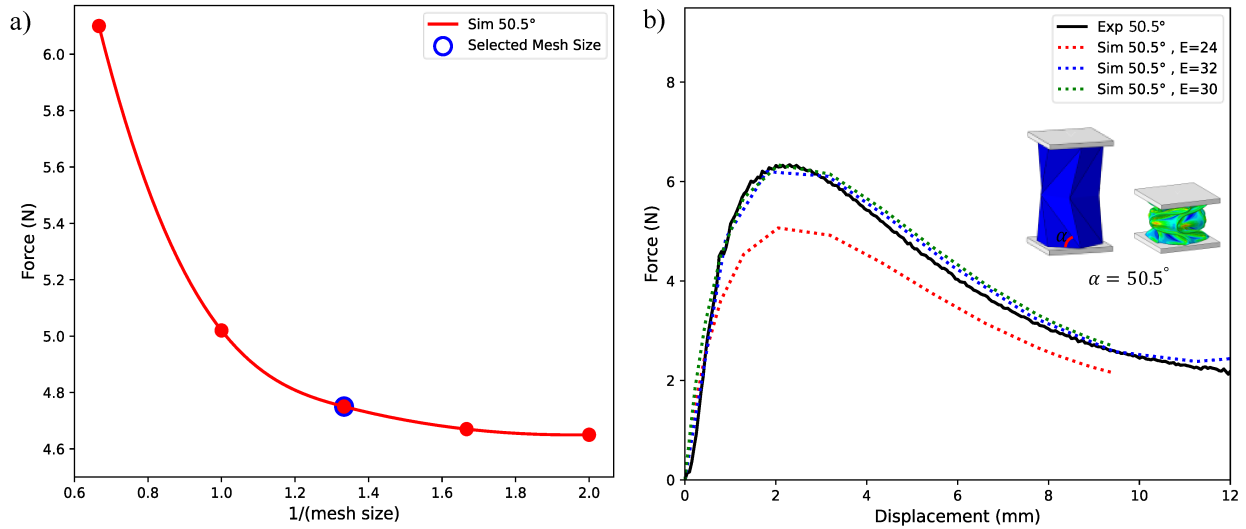 a)
Sim 50.5°
Selected Mesh Size
6.0
5.8
5.6
5.4
5.2
5.0
4.8
4.6
Force (N)
0.6 0.8 1.0 1.2 1.4 1.6 1.8 2.0
1/(mesh size)
b)
Exp 50.5°
Sim 50.5° , E=24
Sim 50.5° , E=32
Sim 50.5° , E=30
8
6
4
2
0
Force (N)
α
α = 50.5°
0 2 4 6 8 10 12
Displacement (mm)